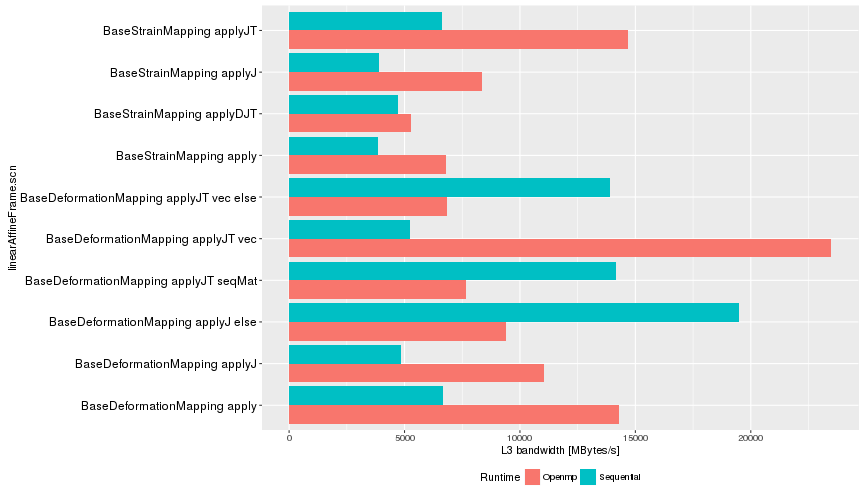 linearAffineFrame.scn
BaseStrainMapping applyJT
BaseStrainMapping applyJ
BaseStrainMapping applyDJT
BaseStrainMapping apply
BaseDeformationMapping applyJT vec else
BaseDeformationMapping applyJT vec
BaseDeformationMapping applyJT seqMat
BaseDeformationMapping applyJ else
BaseDeformationMapping applyJ
BaseDeformationMapping apply
0 5000 10000 15000 20000
L3 bandwidth [MBytes/s]
Runtime Openmp Sequential